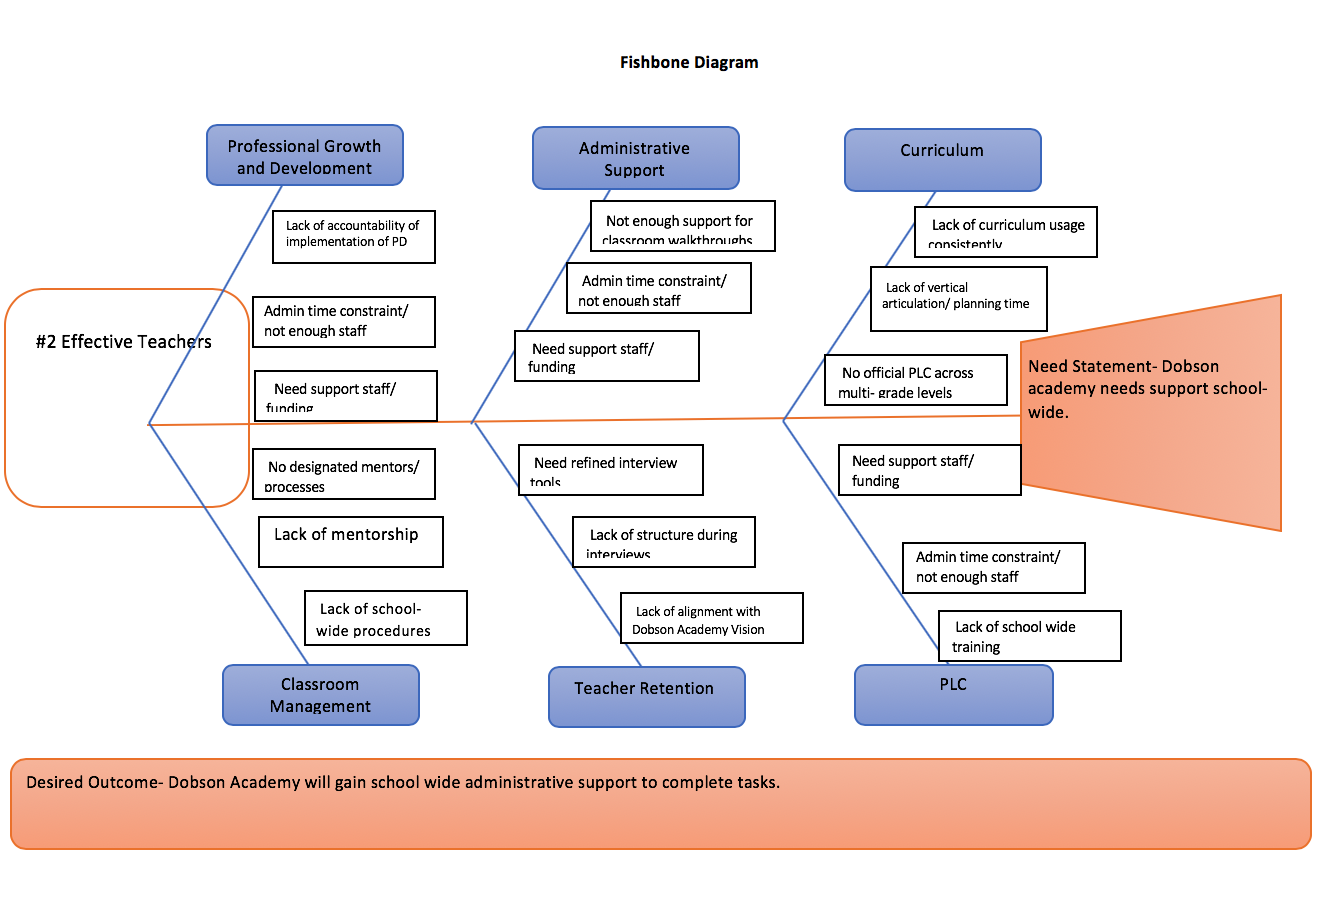 Fishbone Diagram
Professional Growth
and Development
Administrative
Support
Curriculum
Lack of accountability of
implementation of PD
Admin time constraint/
not enough staff
Need support staff/
funding
Not enough support for
classroom walkthroughs
Admin time constraint/
not enough staff
Need support staff/
funding
Lack of curriculum usage
consistently
Lack of vertical
articulation/ planning time
No official PLC across
multi- grade levels
#2 Effective Teachers
Need Statement- Dobson
academy needs support school-
wide.
No designated mentors/
processes
Lack of mentorship
Lack of school-
wide procedures
Need refined interview
tools
Lack of structure during
interviews
Lack of alignment with
Dobson Academy Vision
Need support staff/
funding
Admin time constraint/
not enough staff
Lack of school wide
training
Classroom
Management
Teacher Retention
PLC
Desired Outcome- Dobson Academy will gain school wide administrative support to complete tasks.